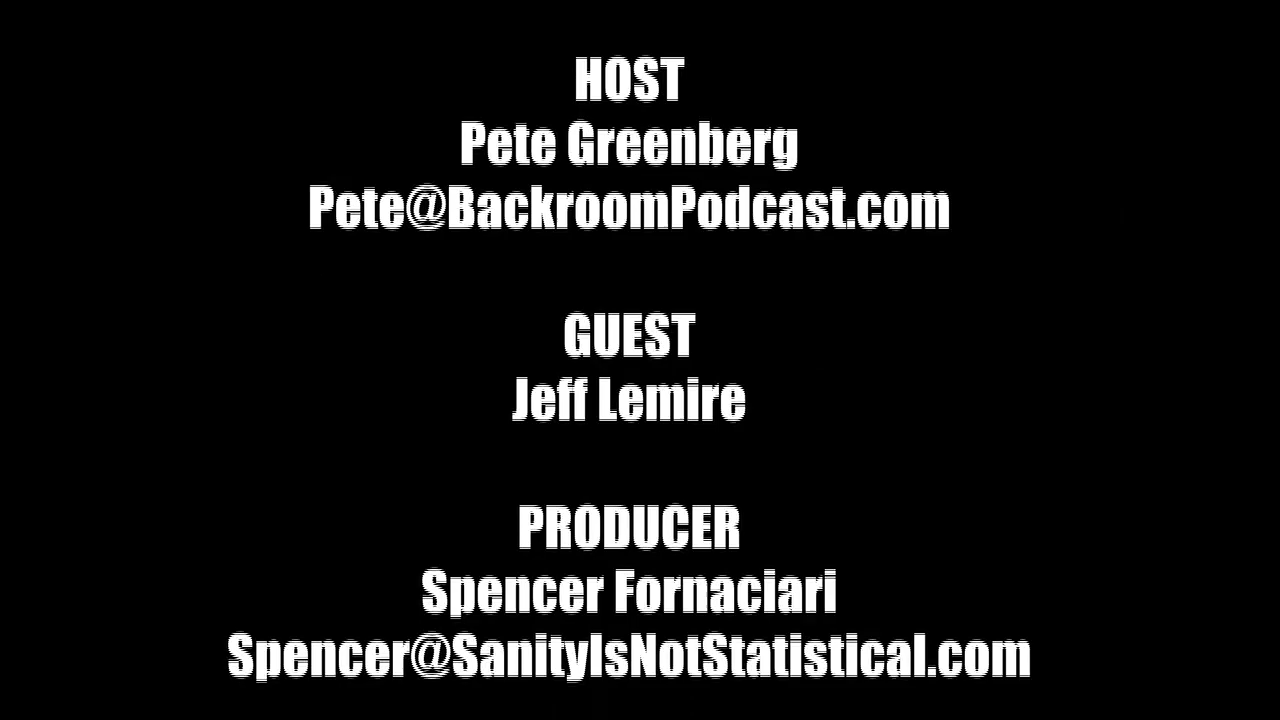 HOST
Pete Greenberg
Pete@BackroomPodcast.com
GUEST
Jeff Lemire
PRODUCER
Spencer Fornaciari
Spencer@SanityIsNotStatistical.com